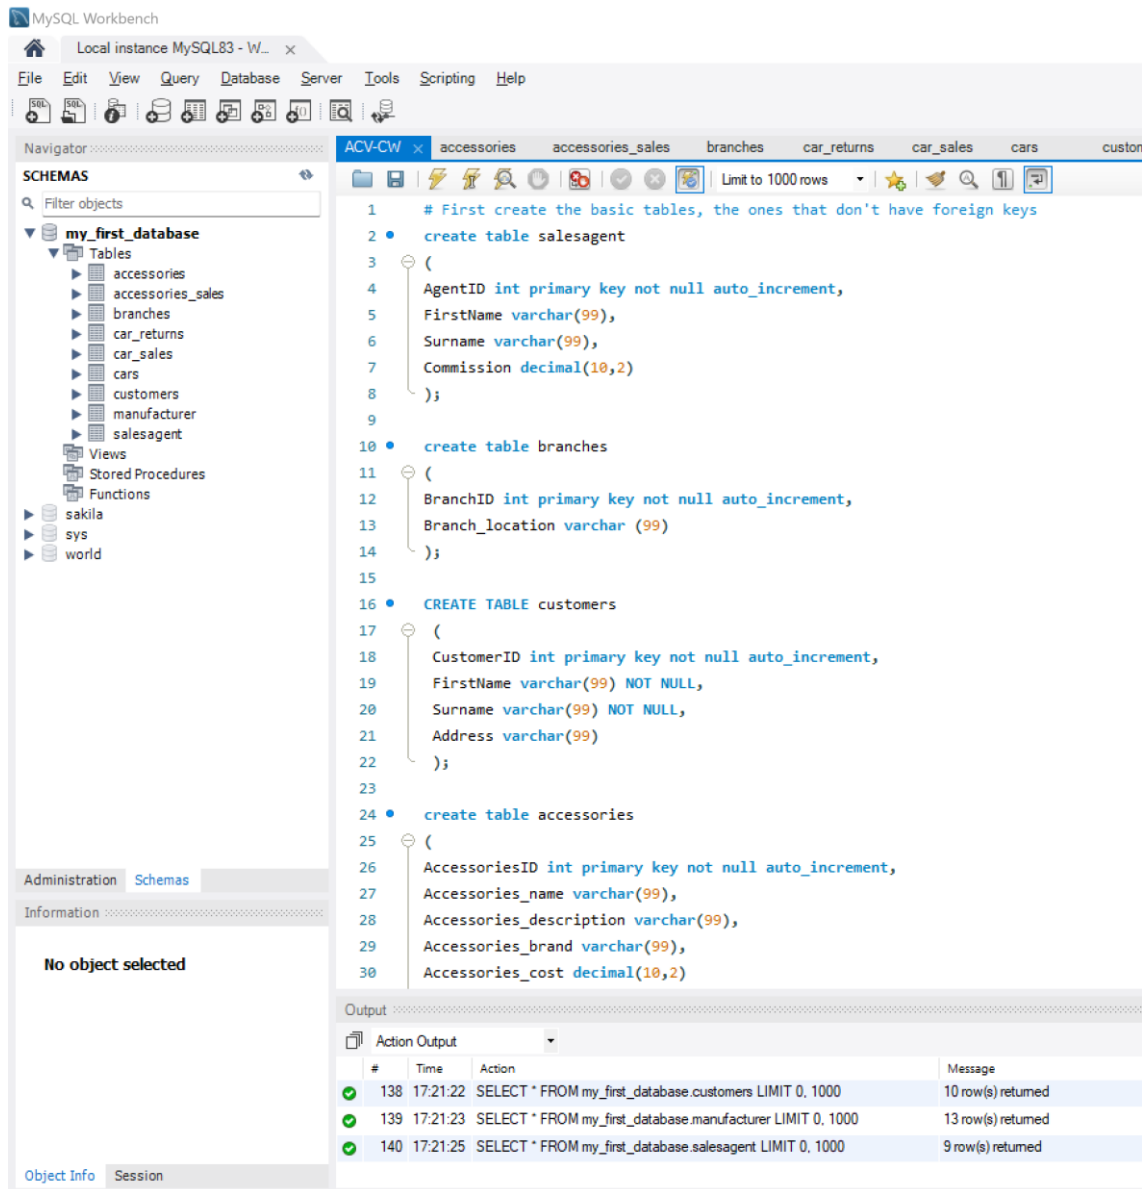 MySQL Workbench
Local instance MySQL83 - W... ×
File Edit View Query Database Server Tools Scripting Help
Navigator
SCHEMAS
Filter objects
my_first_database
Tables
accessories
accessories_sales
branches
car_returns
car_sales
cars
customers
manufacturer
salesagent
Views
Stored Procedures
Functions
sakila
sys
world
Administration Schemas
Information
No object selected
Object Info Session
ACV-CW × accessories accessories_sales branches car_returns car_sales cars custom
Limit to 1000 rows
1 # First create the basic tables, the ones that don't have foreign keys
2 create table salesagent
3 (
4 AgentID int primary key not null auto_increment,
5 FirstName varchar(99),
6 Surname varchar(99),
7 Commission decimal(10,2)
8 );
9
10 create table branches
11 (
12 BranchID int primary key not null auto_increment,
13 Branch_location varchar (99)
14 );
15
16 CREATE TABLE customers
17 (
18 CustomerID int primary key not null auto_increment,
19 FirstName varchar(99) NOT NULL,
20 Surname varchar(99) NOT NULL,
21 Address varchar(99)
22 );
23
24 create table accessories
25 (
26 AccessoriesID int primary key not null auto_increment,
27 Accessories_name varchar(99),
28 Accessories_description varchar(99),
29 Accessories_brand varchar(99),
30 Accessories_cost decimal(10,2)
Output
Action Output
# Time Action Message
138 17:21:22 SELECT * FROM my_first_database.customers LIMIT 0, 1000 10 row(s) returned
139 17:21:23 SELECT * FROM my_first_database.manufacturer LIMIT 0, 1000 13 row(s) returned
140 17:21:25 SELECT * FROM my_first_database.salesagent LIMIT 0, 1000 9 row(s) returned